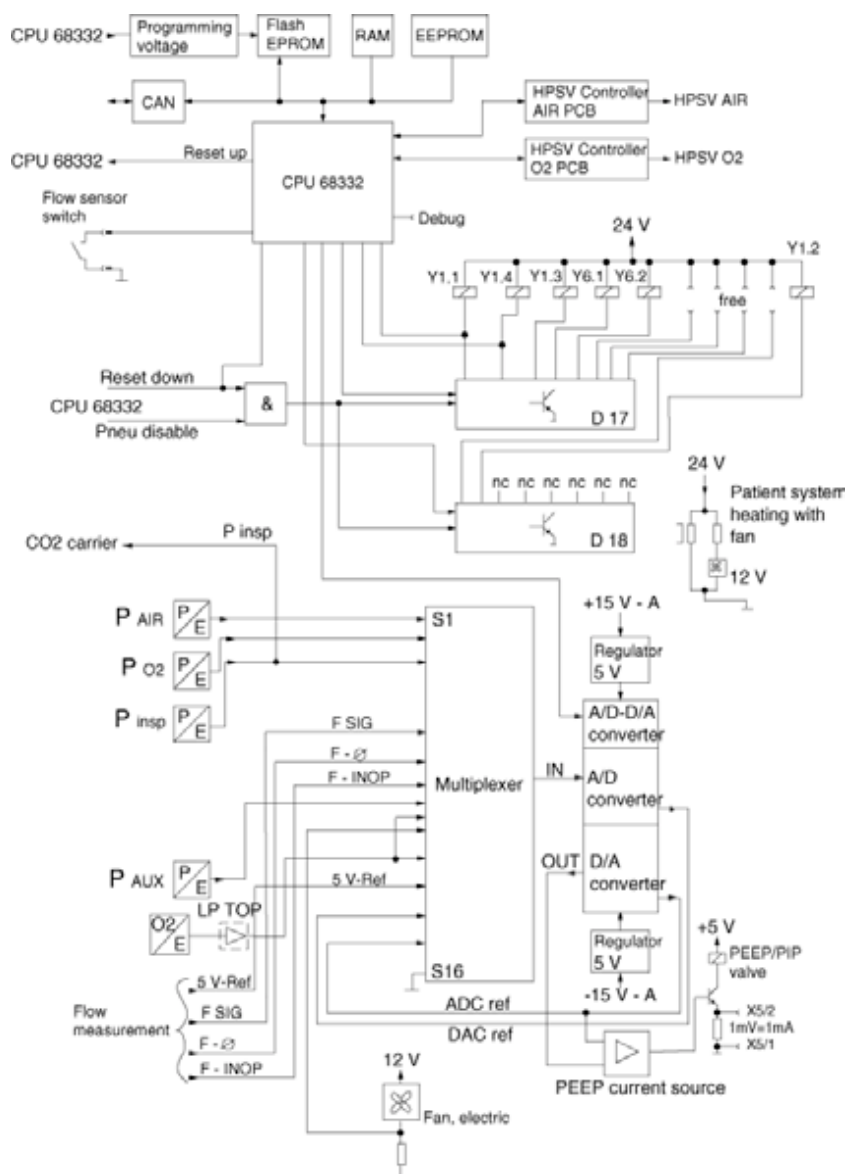 CPU 68332
Programming
voltage
Flash
EPROM
RAM
EEPROM
CAN
HPSV Controller
AIR PCB
HPSV AIR
CPU 68332
Reset up
CPU 68332
HPSV Controller
O2 PCB
HPSV O2
Flow sensor
switch
Debug
24 V
Y1.1
Y1.4
Y1.3
Y6.1
Y6.2
Y1.2
free
Reset down
CPU 68332
&
Pneu disable
D 17
nc nc nc nc nc nc
D 18
24 V
Patient system
heating with
fan
12 V
P insp
CO2 carrier
P AIR
P
E
P O2
P
E
P insp
P
E
S1
+15 V - A
Regulator
5 V
A/D-D/A
converter
F SIG
F - Ø
F - INOP
Multiplexer
IN
A/D
converter
P AUX
P
E
OUT
D/A
converter
5 V-Ref
LP TOP
O2
E
+5 V
Regulator
5 V
PEEP/PIP
valve
S16
-15 V - A
5 V-Ref
ADC ref
X5/2
Flow
measurement
F SIG
1mV=1mA
F - Ø
DAC ref
X5/1
F - INOP
12 V
PEEP current source
Fan, electric